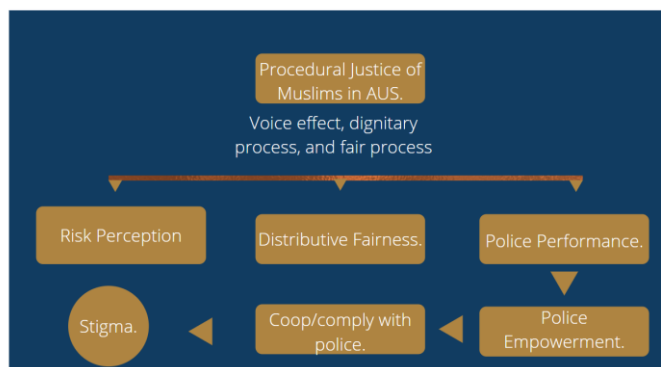 Procedural Justice of
Muslims in AUS.
Voice effect, dignitary
process, and fair process
Risk Perception
Distributive Fairness.
Police Performance.
Stigma.
Coop/comply with
police.
Police
Empowerment.